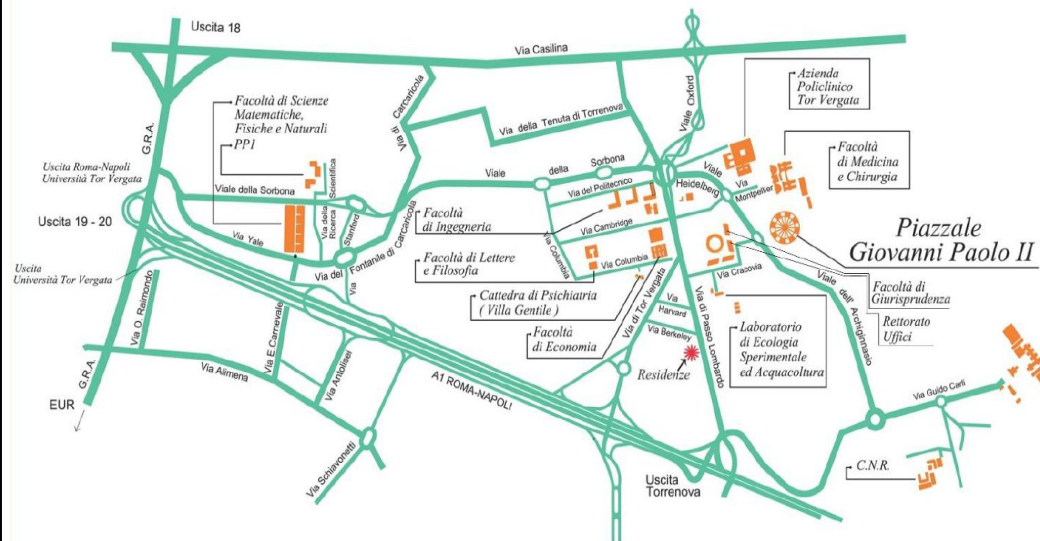 Uscita 18
Via Casilina
Azienda
Policlinico
Tor Vergata
Viale Oxford
Via di Carcaricola
Facoltà di Scienze
Matematiche,
Fisiche e Naturali
PP1
Via della Tenuta di Torrenova
G.R.A.
Facoltà
di Medicina
e Chirurgia
Uscita Roma-Napoli
Università Tor Vergata
Viale della Sorbona
Viale della Sorbona
Viale Heidelberg
Via Montpellier
Via del Politecnico
Via della Ricerca Scientifica
Stanford
Uscita 19 - 20
Via Yale
Facoltà
di Ingegneria
Via Cambridge
Via Columbia
Via Columbia
Piazzale
Giovanni Paolo II
Via del Fontanile di Carcaricola
Via
Facoltà di Lettere
e Filosofia
Uscita
Università Tor Vergata
Via Cracovia
Viale dell' Archiginnasio
Facoltà di
Giurisprudenza
Rettorato
Uffici
Cattedra di Psichiatria
( Villa Gentile )
Via di Tor Vergata
Via
Harvard
Via Berkeley
Via di Passo Lombardo
Facoltà
di Economia
Laboratorio
di Ecologia
Sperimentale
ed Acquacoltura
Residenze
Via O. Raimondo
Via E.Carnevale
Via Antolisei
Via Alimena
A1 ROMA-NAPOLI
G.R.A.
EUR
Via Guido Carli
Via Schiavonetti
C.N.R.
Uscita
Torrenova